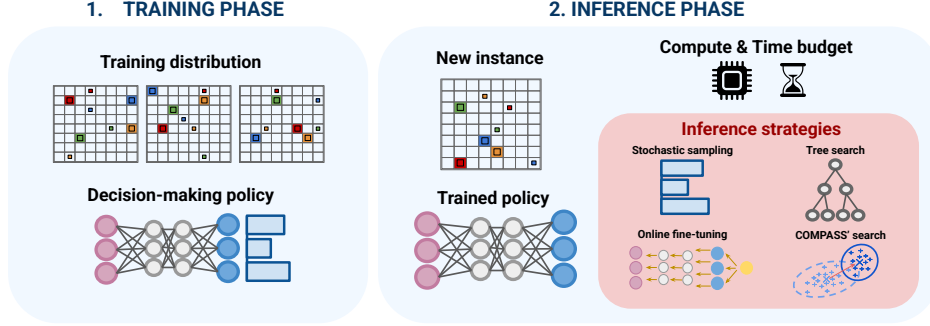 1. TRAINING PHASE
Training distribution
Decision-making policy
2. INFERENCE PHASE
New instance
Trained policy
Compute & Time budget
Inference strategies
Stochastic sampling
Tree search
Online fine-tuning
COMPASS' search